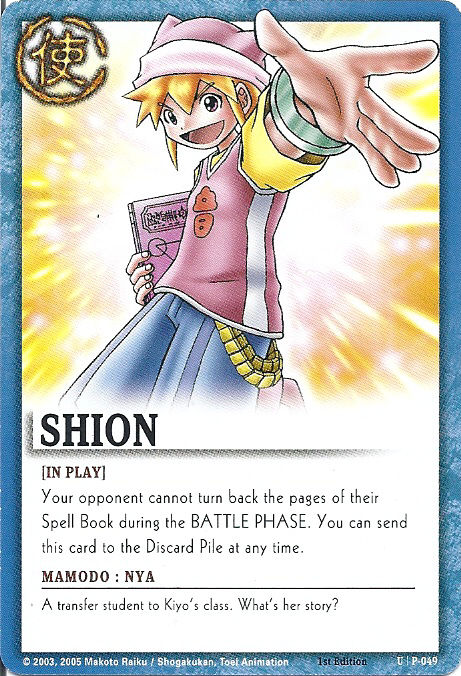 使
SHION
[IN PLAY]
Your opponent cannot turn back the pages of their
Spell Book during the BATTLE PHASE. You can send
this card to the Discard Pile at any time.
MAMODO : NYA
A transfer student to Kiyo's class. What's her story?
© 2003, 2005 Makoto Raiku / Shogakukan, Toei Animation
1st Edition
U | P-049